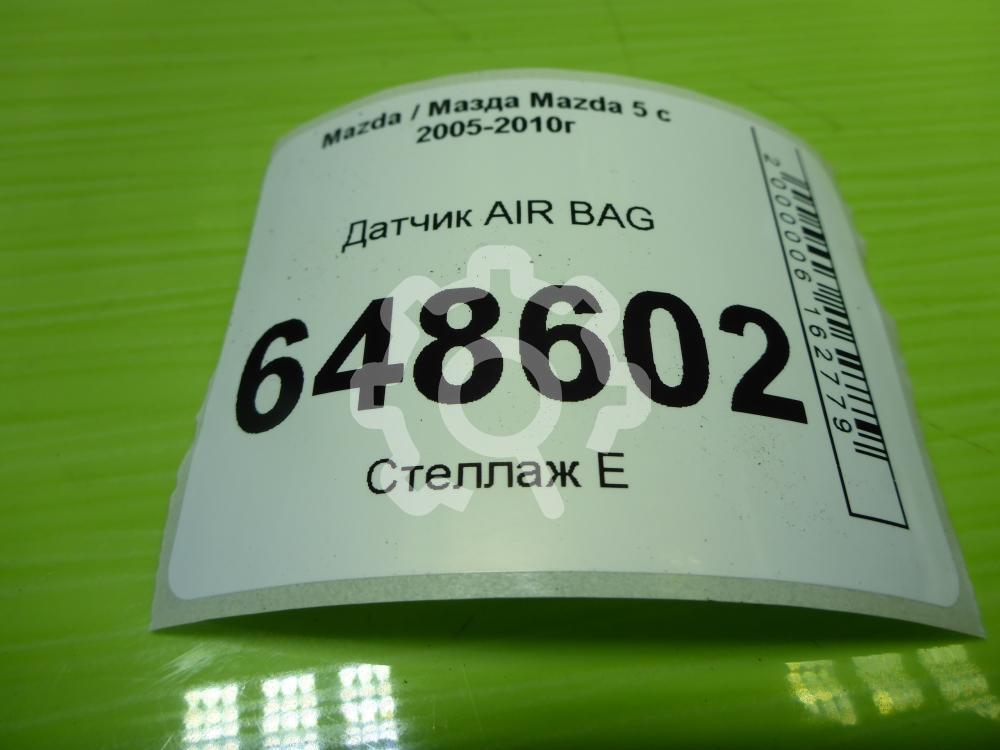 Mazda / Мазда Mazda 5 с
2005-2010г
Датчик AIR BAG
648602
Стеллаж Е
2000006162779